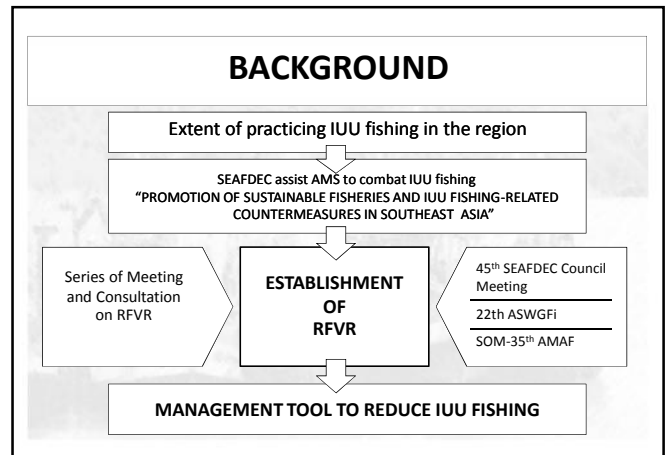 BACKGROUND
Extent of practicing IUU fishing in the region
SEAFDEC assist AMS to combat IUU fishing
“PROMOTION OF SUSTAINABLE FISHERIES AND IUU FISHING-RELATED
COUNTERMEASURES IN SOUTHEAST ASIA”
Series of Meeting
and Consultation
on RFVR
ESTABLISHMENT
OF
RFVR
45th SEAFDEC Council
Meeting
22th ASWGFi
SOM-35th AMAF
MANAGEMENT TOOL TO REDUCE IUU FISHING